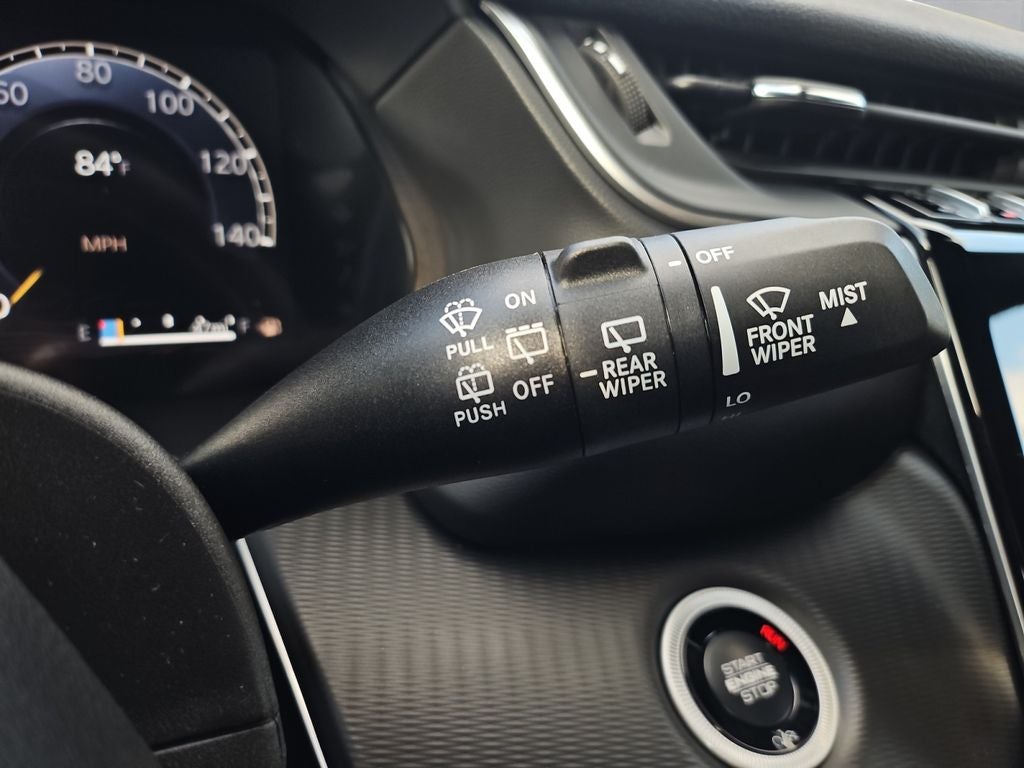 60
80
100
120
140
84°F
MPH
E
F
PULL
ON
PUSH
OFF
REAR
WIPER
OFF
FRONT
WIPER
MIST
LO
RUN
START
ENGINE
STOP